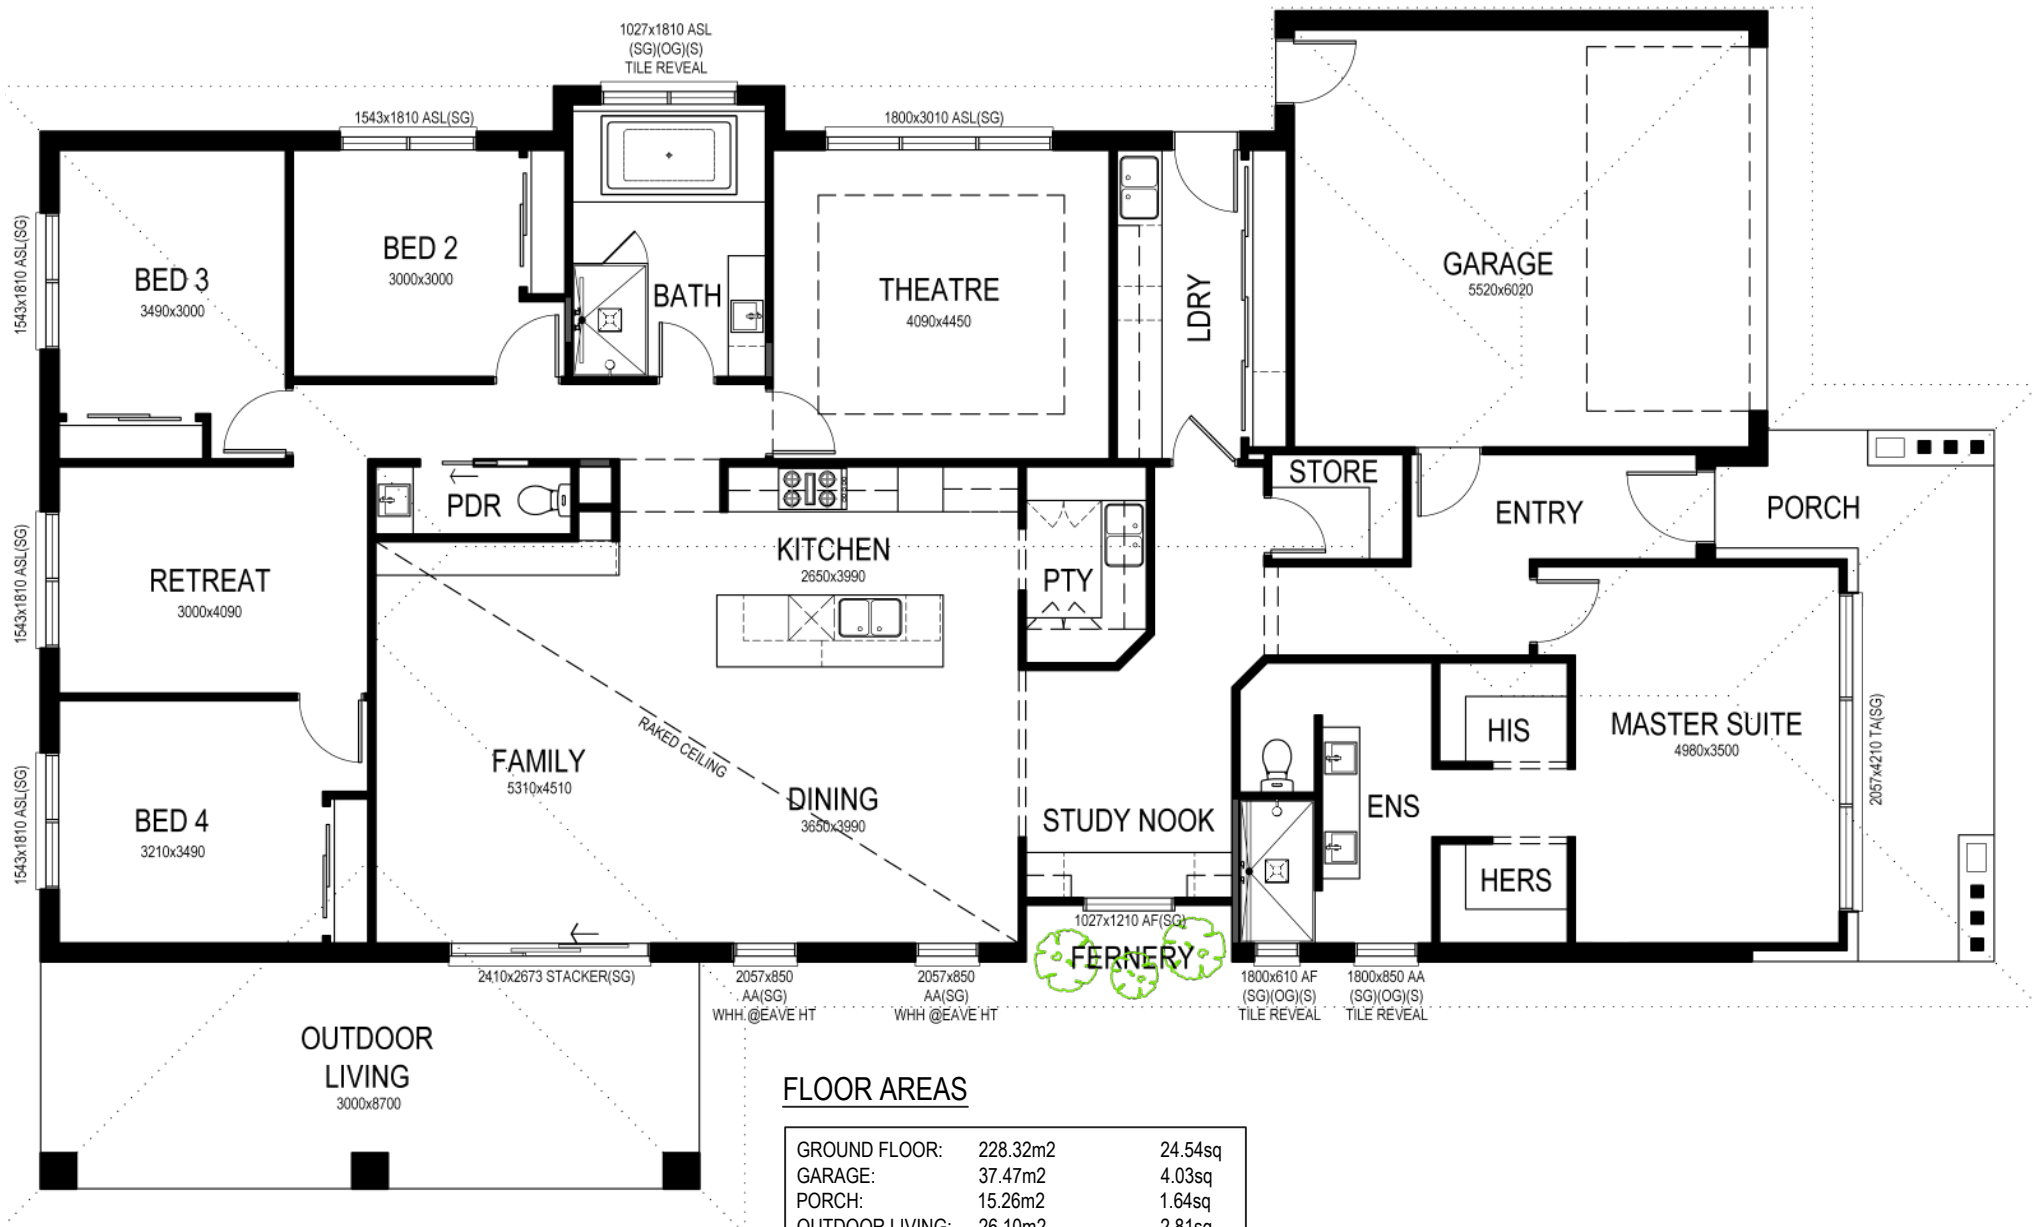 1027x1810 ASL
(SG)(OG)(S)
TILE REVEAL
1543x1810 ASL(SG)
1800x3010 ASL(SG)
1543x1810 ASL(SG)
BED 3
3490x3000
BED 2
3000x3000
BATH
THEATRE
4090x4450
LDRY
GARAGE
5520x6020
STORE
ENTRY
PORCH
PDR
KITCHEN
2650x3990
PTY
1543x1810 ASL(SG)
RETREAT
3000x4090
RAKED CEILING
FAMILY
5310x4510
DINING
3650x3990
STUDY NOOK
HIS
ENS
HERS
MASTER SUITE
4980x3500
2057x4210 TA(SG)
1543x1810 ASL(SG)
BED 4
3210x3490
1027x1210 AF(SG)
FERNERY
2410x2673 STACKER(SG)
2057x850
AA(SG)
WHH @EAVE HT
2057x850
AA(SG)
WHH @EAVE HT
1800x610 AF
(SG)(OG)(S)
TILE REVEAL
1800x850 AA
(SG)(OG)(S)
TILE REVEAL
OUTDOOR
LIVING
3000x8700
FLOOR AREAS
GROUND FLOOR: 228.32m2 24.54sq
GARAGE: 37.47m2 4.03sq
PORCH: 15.26m2 1.64sq
OUTDOOR LIVING: 26.10m2 2.81sq